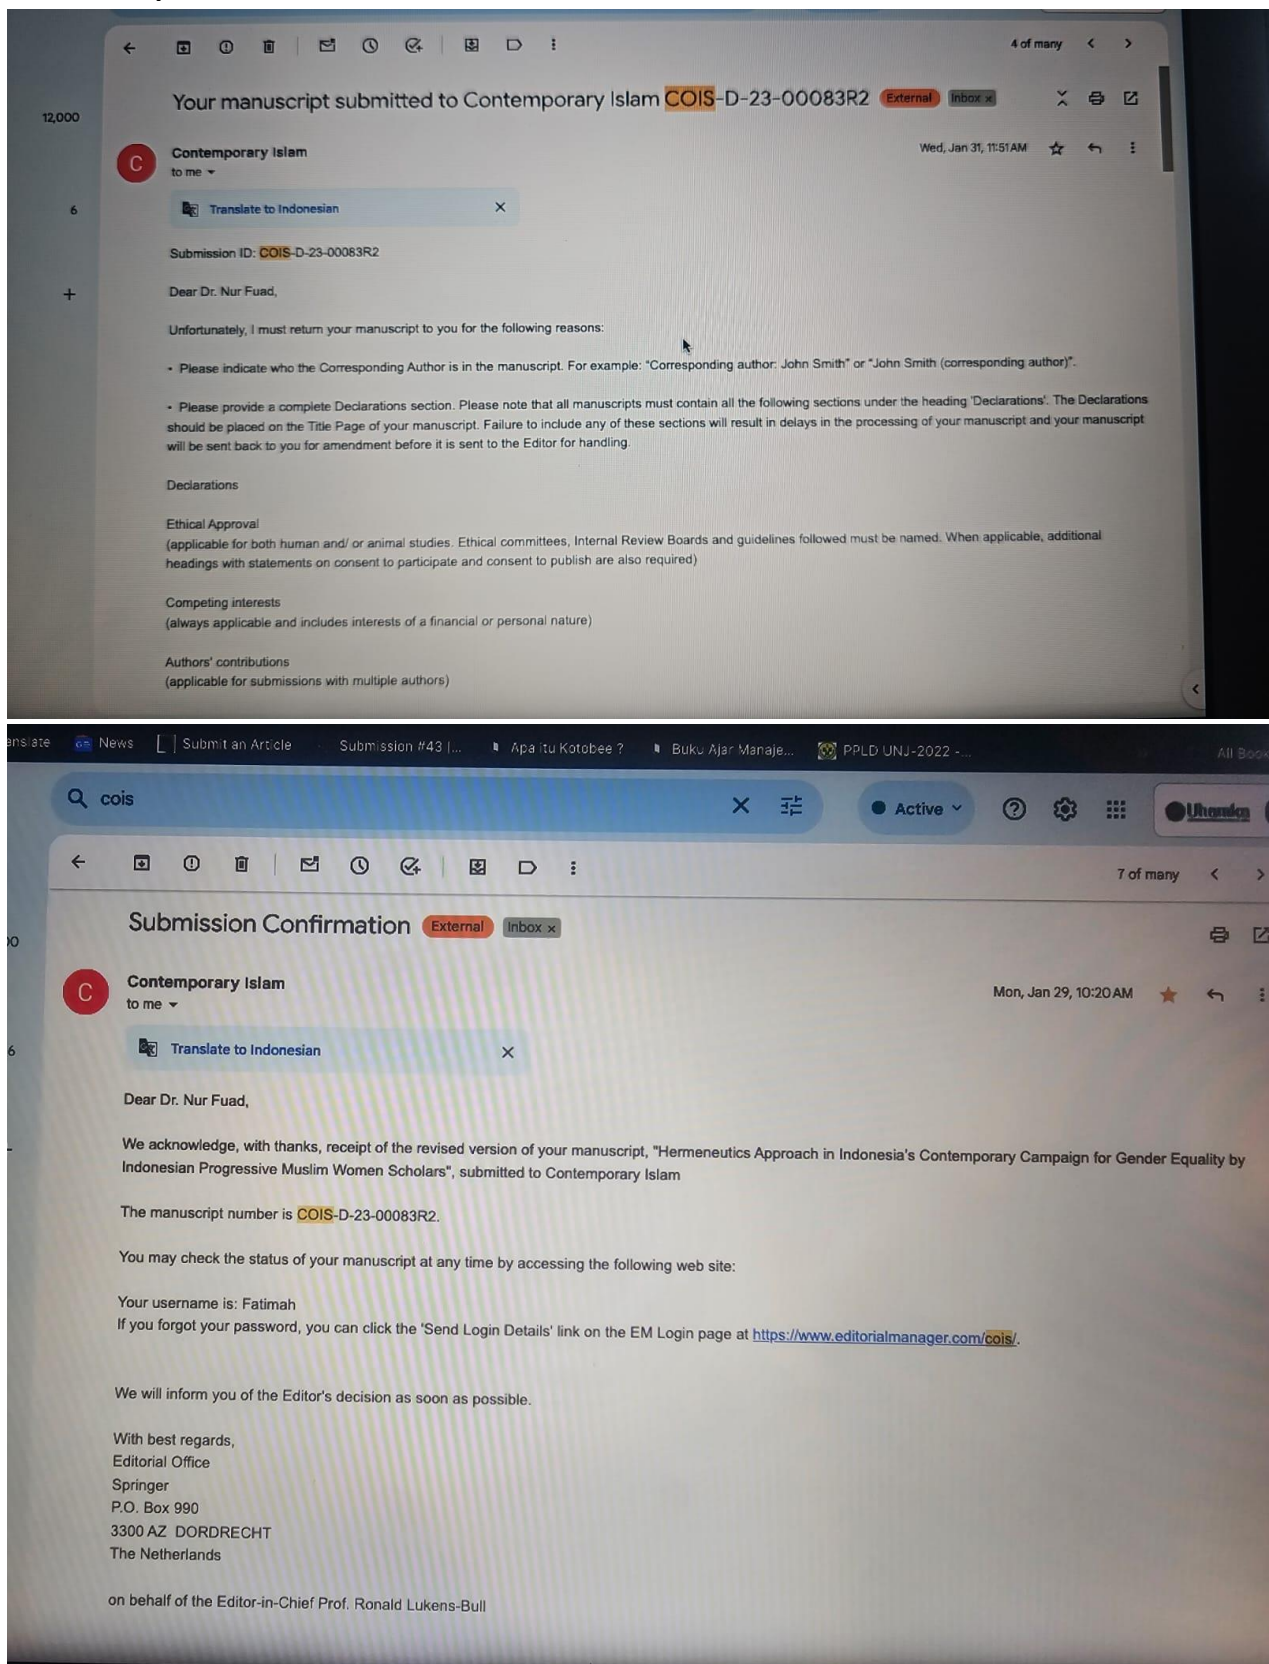 4 of many
Your manuscript submitted to Contemporary Islam COIS-D-23-00083R2 External Inbox x
12,000
C
Contemporary Islam
Wed, Jan 31, 11:51 AM
to me
6
Translate to Indonesian
Submission ID: COIS-D-23-00083R2
Dear Dr. Nur Fuad,
Unfortunately, I must return your manuscript to you for the following reasons:
• Please indicate who the Corresponding Author is in the manuscript. For example: "Corresponding author: John Smith" or "John Smith (corresponding author)".
• Please provide a complete Declarations section. Please note that all manuscripts must contain all the following sections under the heading 'Declarations'. The Declarations
should be placed on the Title Page of your manuscript. Failure to include any of these sections will result in delays in the processing of your manuscript and your manuscript
will be sent back to you for amendment before it is sent to the Editor for handling.
Declarations
Ethical Approval
(applicable for both human and/ or animal studies. Ethical committees, Internal Review Boards and guidelines followed must be named. When applicable, additional
headings with statements on consent to participate and consent to publish are also required)
Competing interests
(always applicable and includes interests of a financial or personal nature)
Authors' contributions
(applicable for submissions with multiple authors)
anslate News Submit an Article Submission #43 |... Apa itu Kotobee ? Buku Ajar Manaje... PPLD UNJ-2022 -... All Book
cois
Active
Uhamka
7 of many
Submission Confirmation External Inbox x
C
Contemporary Islam
Mon, Jan 29, 10:20 AM
to me
6
Translate to Indonesian
Dear Dr. Nur Fuad,
We acknowledge, with thanks, receipt of the revised version of your manuscript, "Hermeneutics Approach in Indonesia's Contemporary Campaign for Gender Equality by
Indonesian Progressive Muslim Women Scholars", submitted to Contemporary Islam
The manuscript number is COIS-D-23-00083R2.
You may check the status of your manuscript at any time by accessing the following web site:
Your username is: Fatimah
If you forgot your password, you can click the 'Send Login Details' link on the EM Login page at https://www.editorialmanager.com/cois/.
We will inform you of the Editor's decision as soon as possible.
With best regards,
Editorial Office
Springer
P.O. Box 990
3300 AZ DORDRECHT
The Netherlands
on behalf of the Editor-in-Chief Prof. Ronald Lukens-Bull